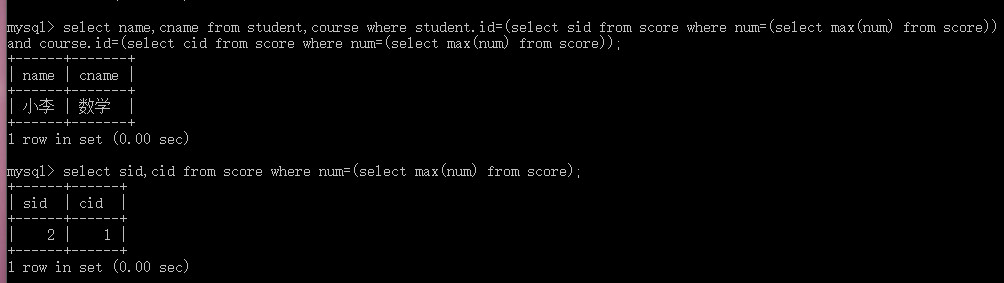 mysql> select name,cname from student,course where student.id=(select sid from score where num=(select max(num) from score))
and course.id=(select cid from score where num=(select max(num) from score));
+------+-------+
| name | cname |
+------+-------+
| 小李 | 数学  |
+------+-------+
1 row in set (0.00 sec)
mysql> select sid,cid from score where num=(select max(num) from score);
+------+------+
| sid  | cid  |
+------+------+
|    2 |    1 |
+------+------+
1 row in set (0.00 sec)